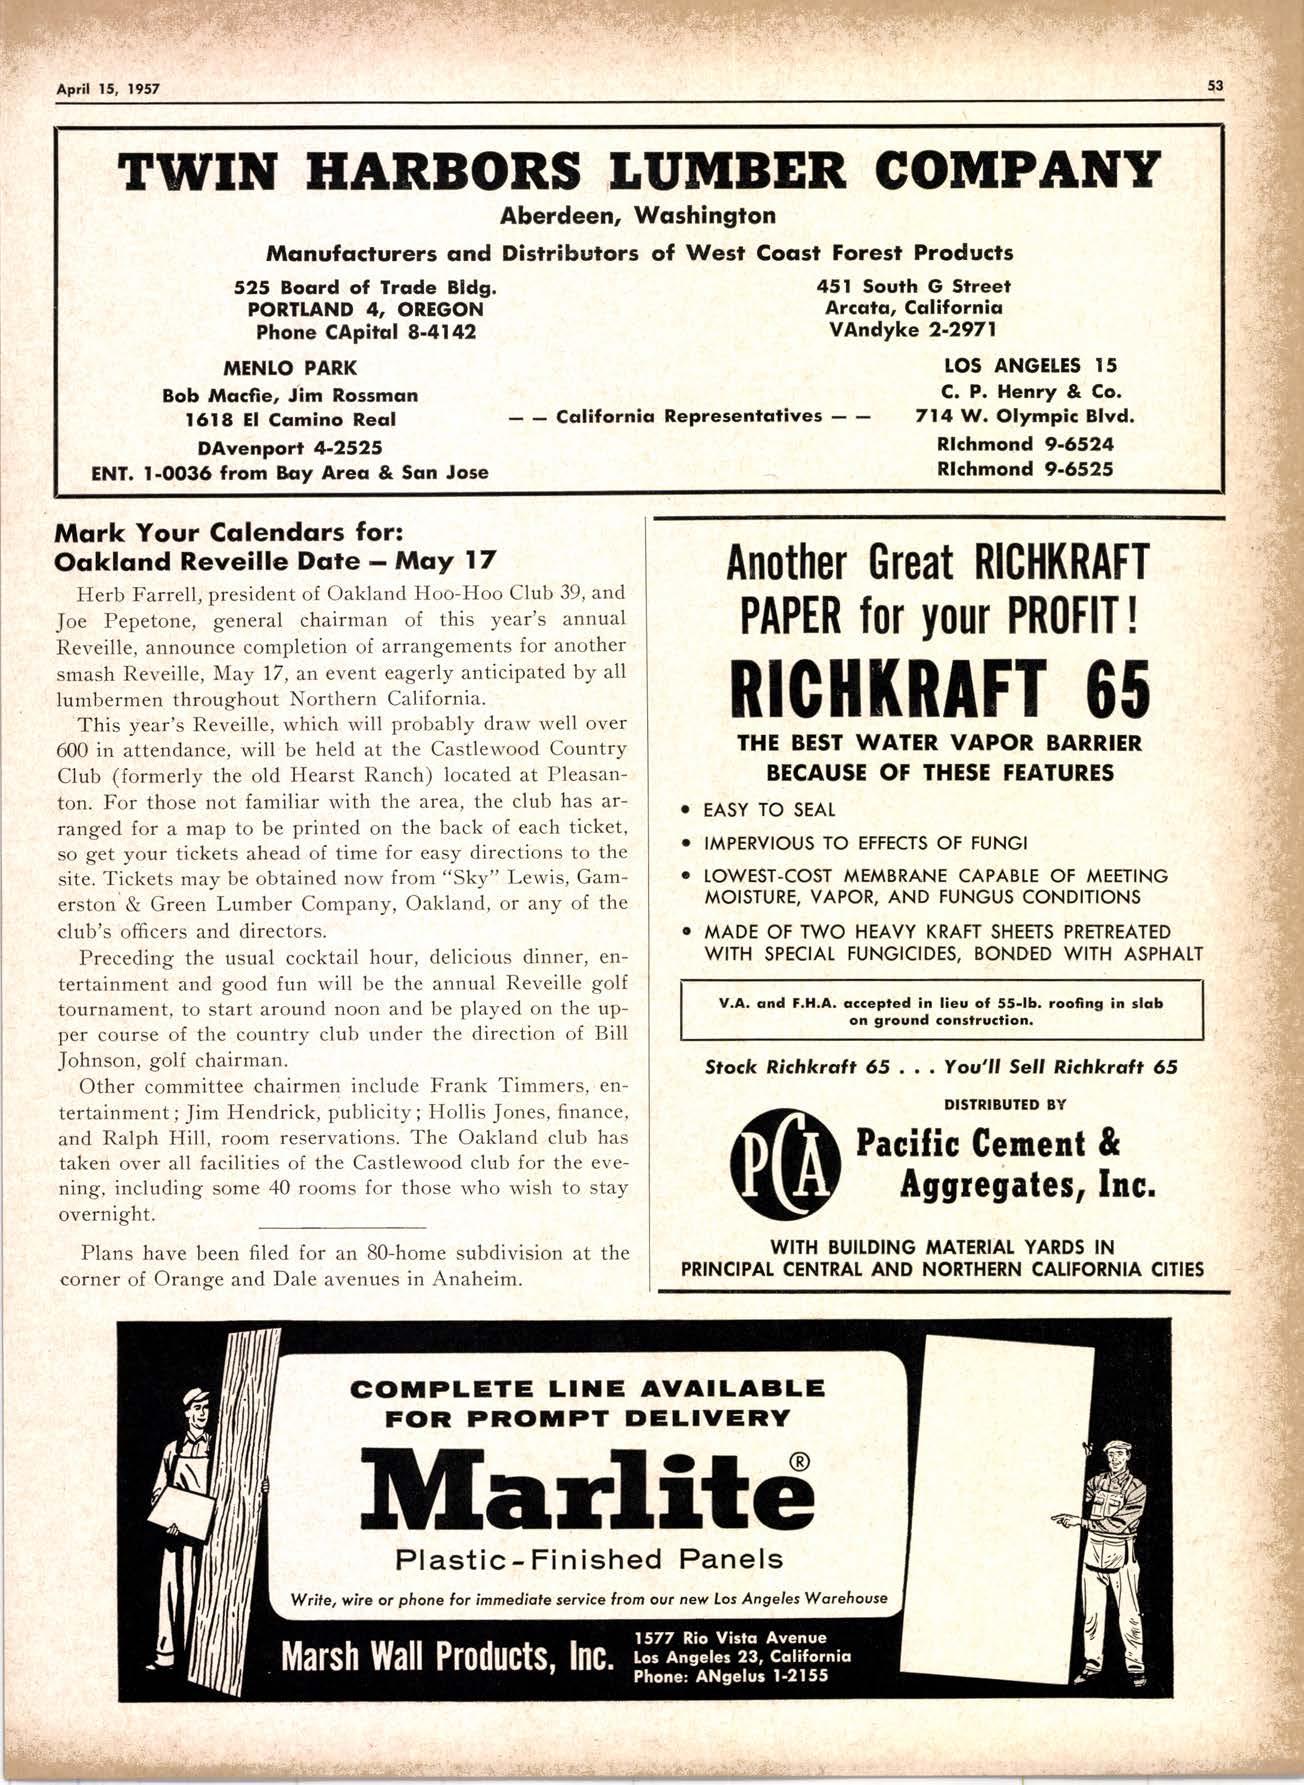 April 15, 1957
53
TWIN HARBORS LUMBER COMPANY
Aberdeen, Washington
Manufacturers and Distributors of West Coast Forest Products
525 Board of Trade Bldg.
PORTLAND 4, OREGON
Phone CApital 8-4142
451 South G Street
Arcata, California
VAndyke 2-2971
MENLO PARK
Bob Macfie, Jim Rossman
1618 El Camino Real
DAvenport 4-2525
ENT. 1-0036 from Bay Area & San Jose
— — California Representatives — —
LOS ANGELES 15
C. P. Henry & Co.
714 W. Olympic Blvd.
RIchmond 9-6524
RIchmond 9-6525
Mark Your Calendars for:
Oakland Reveille Date – May 17
Herb Farrell, president of Oakland Hoo-Hoo Club 39, and
Joe Pepetone, general chairman of this year's annual
Reveille, announce completion of arrangements for another
smash Reveille, May 17, an event eagerly anticipated by all
lumbermen throughout Northern California.
This year's Reveille, which will probably draw well over
600 in attendance, will be held at the Castlewood Country
Club (formerly the old Hearst Ranch) located at Pleasan-
ton. For those not familiar with the area, the club has ar-
ranged for a map to be printed on the back of each ticket,
so get your tickets ahead of time for easy directions to the
site. Tickets may be obtained now from "Sky" Lewis, Gam-
erston & Green Lumber Company, Oakland, or any of the
club's officers and directors.
Preceding the usual cocktail hour, delicious dinner, en-
tertainment and good fun will be the annual Reveille golf
tournament, to start around noon and be played on the up-
per course of the country club under the direction of Bill
Johnson, golf chairman.
Other committee chairmen include Frank Timmers, en-
tertainment; Jim Hendrick, publicity; Hollis Jones, finance,
and Ralph Hill, room reservations. The Oakland club has
taken over all facilities of the Castlewood club for the eve-
ning, including some 40 rooms for those who wish to stay
overnight.
Plans have been filed for an 80-home subdivision at the
corner of Orange and Dale avenues in Anaheim.
Another Great RICHKRAFT
PAPER for your PROFIT!
RICHKRAFT 65
THE BEST WATER VAPOR BARRIER
BECAUSE OF THESE FEATURES
• EASY TO SEAL
• IMPERVIOUS TO EFFECTS OF FUNGI
• LOWEST-COST MEMBRANE CAPABLE OF MEETING
MOISTURE, VAPOR, AND FUNGUS CONDITIONS
• MADE OF TWO HEAVY KRAFT SHEETS PRETREATED
WITH SPECIAL FUNGICIDES, BONDED WITH ASPHALT
V.A. and F.H.A. accepted in lieu of 55-lb. roofing in slab
on ground construction.
Stock Richkraft 65 . . . You'll Sell Richkraft 65
DISTRIBUTED BY
PCA
Pacific Cement &
Aggregates, Inc.
WITH BUILDING MATERIAL YARDS IN
PRINCIPAL CENTRAL AND NORTHERN CALIFORNIA CITIES
COMPLETE LINE AVAILABLE
FOR PROMPT DELIVERY
Marlite®
Plastic-Finished Panels
Write, wire or phone for immediate service from our new Los Angeles Warehouse
Marsh Wall Products, Inc.
1577 Rio Vista Avenue
Los Angeles 23, California
Phone: ANgelus 1-2155